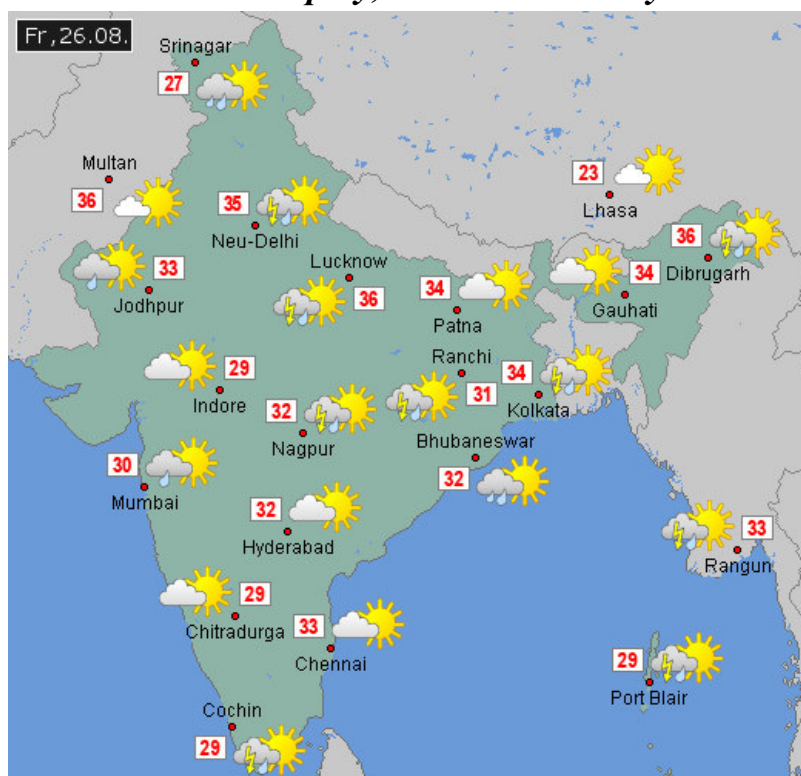 Fr,26.08.
Srinagar
27
Multan
36
35
Neu-Delhi
23
Lhasa
36
Dibrugarh
33
Jodhpur
Lucknow
36
34
Patna
34
Gauhati
29
Indore
Ranchi
31
34
Kolkata
32
Nagpur
Bhubaneswar
32
30
Mumbai
32
Hyderabad
33
Rangun
29
Chitradurga
33
Chennai
29
Port Blair
Cochin
29